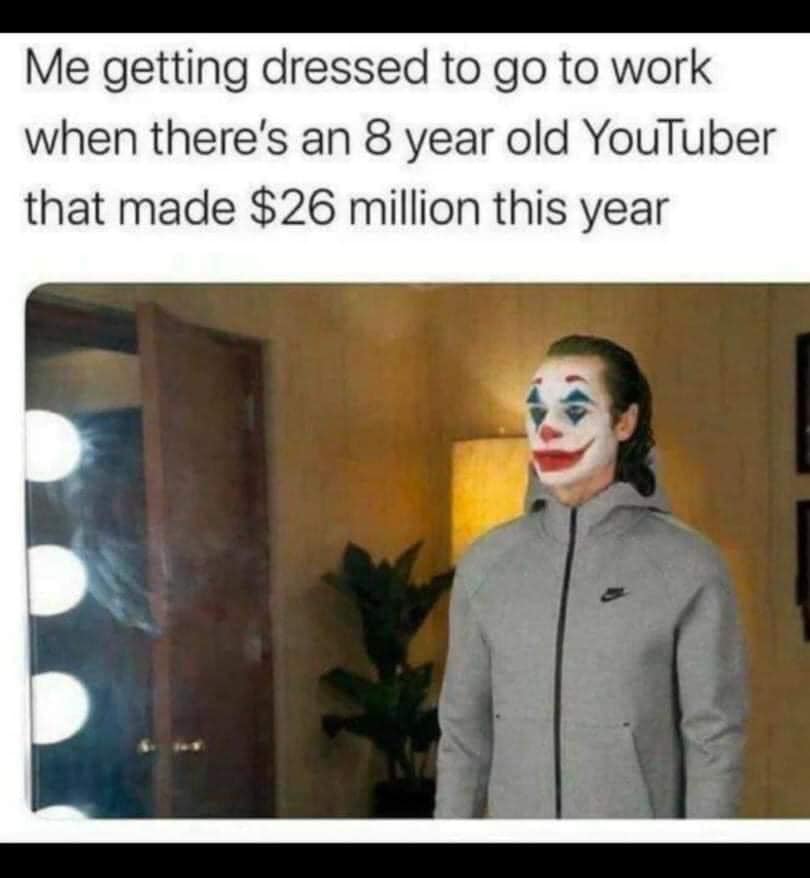 Me getting dressed to go to work
when there's an 8 year old YouTuber
that made $26 million this year